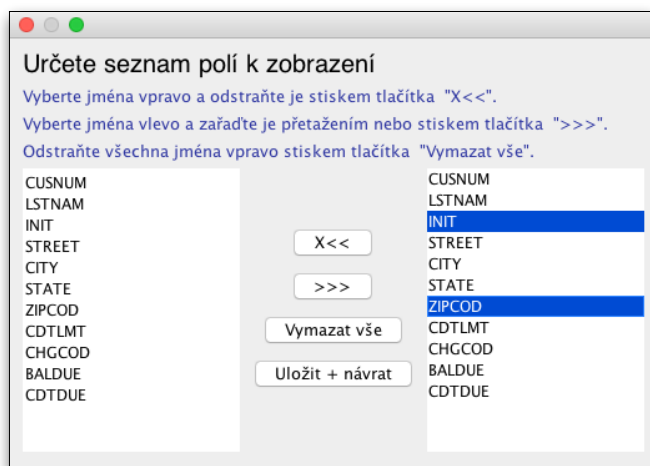 Určete seznam polí k zobrazení
Vyberte jména vpravo a odstraňte je stiskem tlačítka "X<<".
Vyberte jména vlevo a zařaďte je přetažením nebo stiskem tlačítka ">>>".
Odstraňte všechna jména vpravo stiskem tlačítka "Vymazat vše".
CUSNUM
LSTNAM
INIT
STREET
CITY
STATE
ZIPCOD
CDTLMT
CHGCOD
BALDUE
CDTDUE
X<<
>>>
Vymazat vše
Uložit + návrat
CUSNUM
LSTNAM
INIT
STREET
CITY
STATE
ZIPCOD
CDTLMT
CHGCOD
BALDUE
CDTDUE